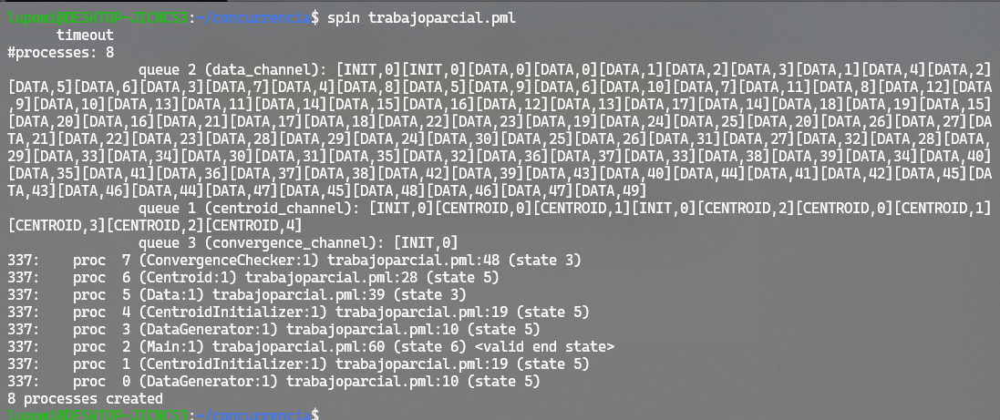 lupomi@DESKTOP-JICNCS3:~/concurrencia$ spin trabajoparcial.pml
timeout
#processes: 8
queue 2 (data_channel): [INIT,0][INIT,0][DATA,0][DATA,0][DATA,1][DATA,2][DATA,3][DATA,1][DATA,4][DATA,2]
[DATA,5][DATA,6][DATA,3][DATA,7][DATA,4][DATA,8][DATA,5][DATA,9][DATA,6][DATA,10][DATA,7][DATA,11][DATA,8][DATA,12][DATA
,9][DATA,10][DATA,13][DATA,11][DATA,14][DATA,15][DATA,16][DATA,12][DATA,13][DATA,17][DATA,14][DATA,18][DATA,19][DATA,15]
[DATA,20][DATA,16][DATA,21][DATA,17][DATA,18][DATA,22][DATA,23][DATA,19][DATA,24][DATA,25][DATA,20][DATA,26][DATA,27][DA
TA,21][DATA,22][DATA,23][DATA,28][DATA,29][DATA,24][DATA,30][DATA,25][DATA,26][DATA,31][DATA,27][DATA,32][DATA,28][DATA,
29][DATA,33][DATA,34][DATA,30][DATA,31][DATA,35][DATA,32][DATA,36][DATA,37][DATA,33][DATA,38][DATA,39][DATA,34][DATA,40]
[DATA,35][DATA,41][DATA,36][DATA,37][DATA,38][DATA,42][DATA,39][DATA,43][DATA,40][DATA,44][DATA,41][DATA,42][DATA,45][DA
TA,43][DATA,46][DATA,44][DATA,47][DATA,45][DATA,48][DATA,46][DATA,47][DATA,49]
queue 1 (centroid_channel): [INIT,0][CENTROID,0][CENTROID,1][INIT,0][CENTROID,2][CENTROID,0][CENTROID,1]
[CENTROID,3][CENTROID,2][CENTROID,4]
queue 3 (convergence_channel): [INIT,0]
337: proc 7 (ConvergenceChecker:1) trabajoparcial.pml:48 (state 3)
337: proc 6 (Centroid:1) trabajoparcial.pml:28 (state 5)
337: proc 5 (Data:1) trabajoparcial.pml:39 (state 3)
337: proc 4 (CentroidInitializer:1) trabajoparcial.pml:19 (state 5)
337: proc 3 (DataGenerator:1) trabajoparcial.pml:10 (state 5)
337: proc 2 (Main:1) trabajoparcial.pml:60 (state 6) <valid end state>
337: proc 1 (CentroidInitializer:1) trabajoparcial.pml:19 (state 5)
337: proc 0 (DataGenerator:1) trabajoparcial.pml:10 (state 5)
8 processes created
lupomi@DESKTOP-JICNCS3:~/concurrencia$